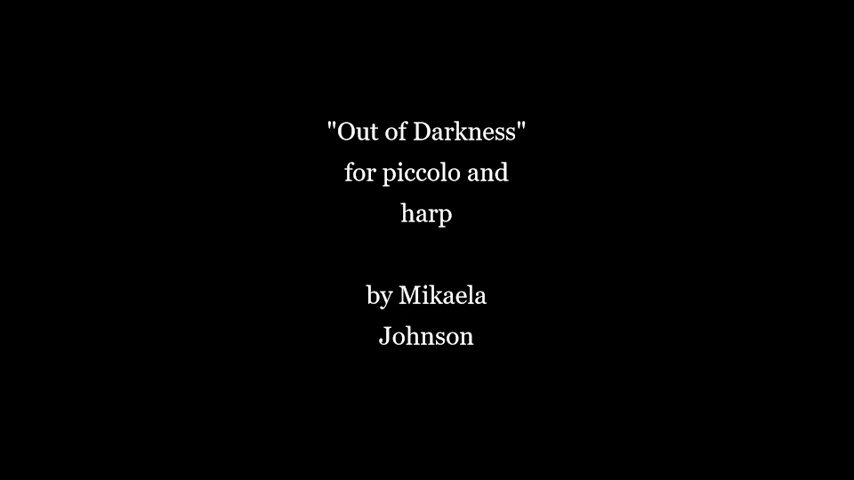 "Out of Darkness"
for piccolo and
harp
by Mikaela
Johnson